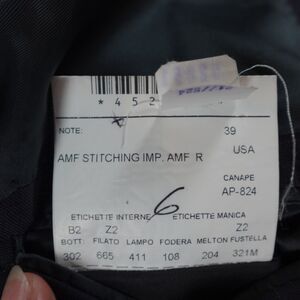 * 4 5 2
NOTE: 39
AMF STITCHING IMP. AMF R USA
CANAPE
AP-824
6
ETICHETTE INTERNE ETICHETTE MANICA
B2 Z2 Z2
BOTT. FILATO LAMPO FODERA MELTON FUSTELLA
302 665 411 108 204 321M